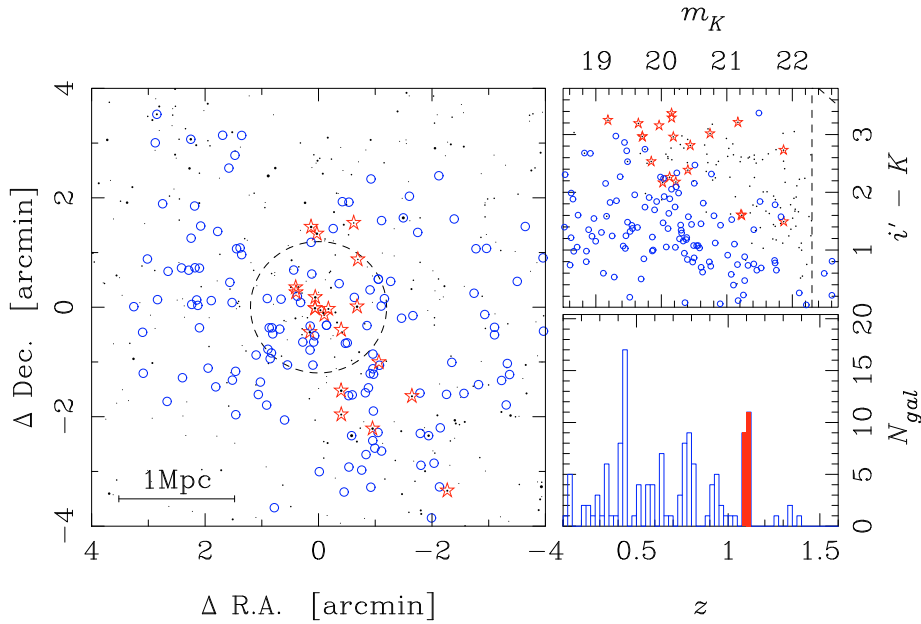 m_K
19 20 21 22
4 2 0 −2 −4
Δ Dec. [arcmin]
1Mpc
4 2 0 −2 −4
Δ R.A. [arcmin]
0 1 2 3
i′ − K
0 5 10 15 20
N_gal
0.5 1 1.5
z